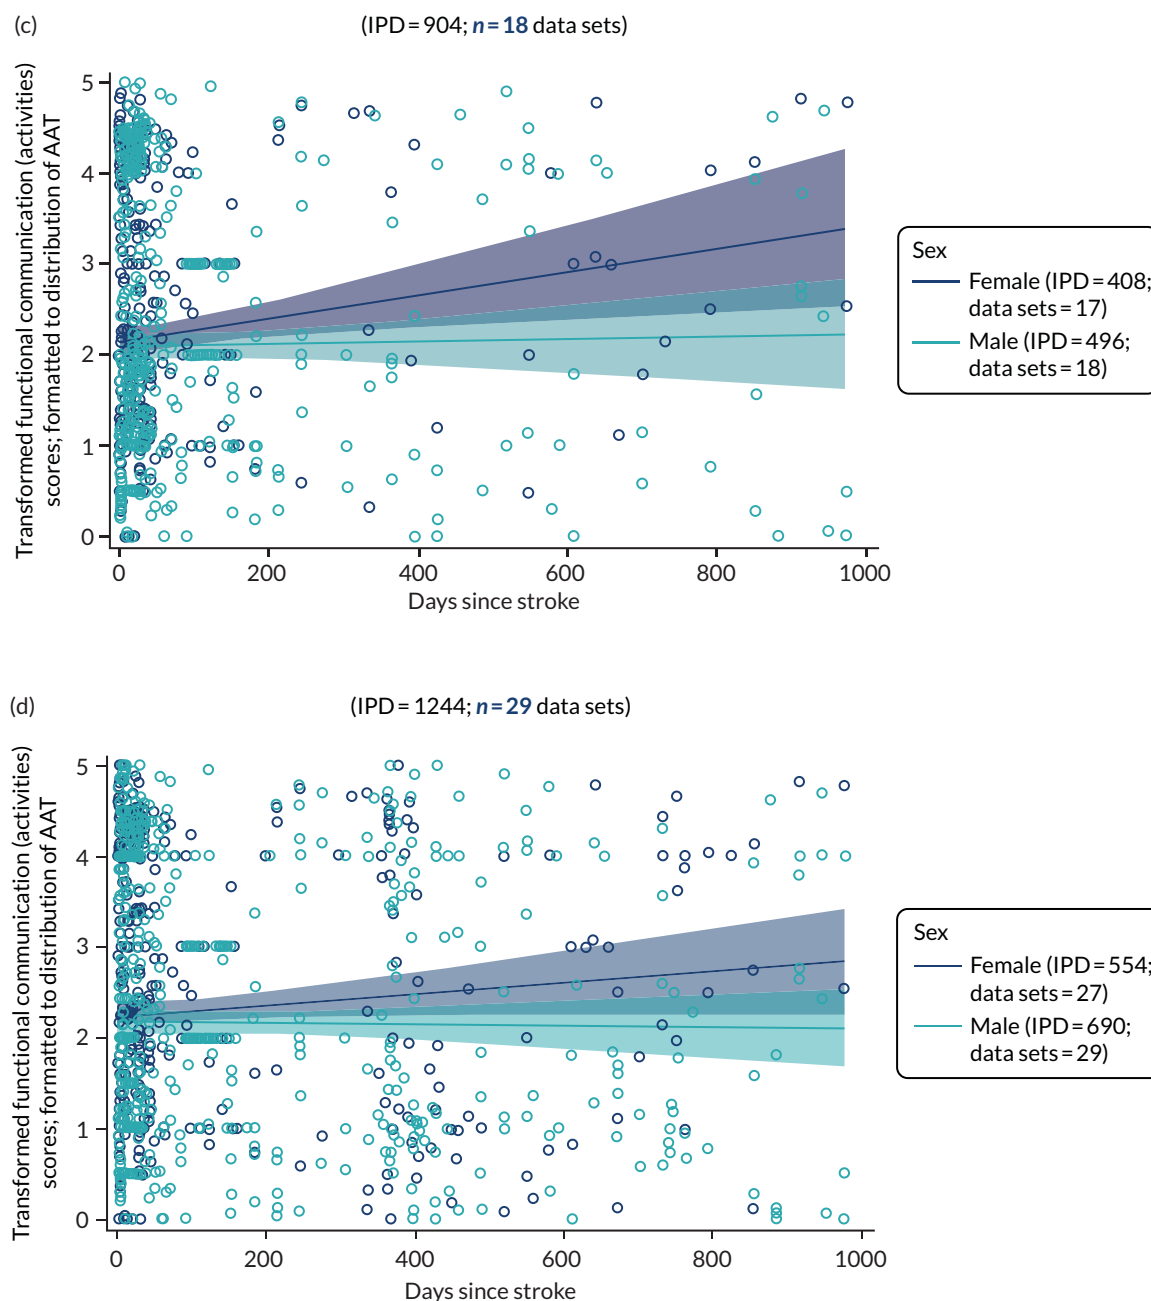 (c)
(IPD = 904; n = 18 data sets)
Transformed functional communication (activities)
scores; formatted to distribution of AAT
5
4
3
2
1
0
0 200 400 600 800 1000
Days since stroke
Sex
Female (IPD = 408;
data sets = 17)
Male (IPD = 496;
data sets = 18)
(d)
(IPD = 1244; n = 29 data sets)
Transformed functional communication (activities)
scores; formatted to distribution of AAT
5
4
3
2
1
0
0 200 400 600 800 1000
Days since stroke
Sex
Female (IPD = 554;
data sets = 27)
Male (IPD = 690;
data sets = 29)